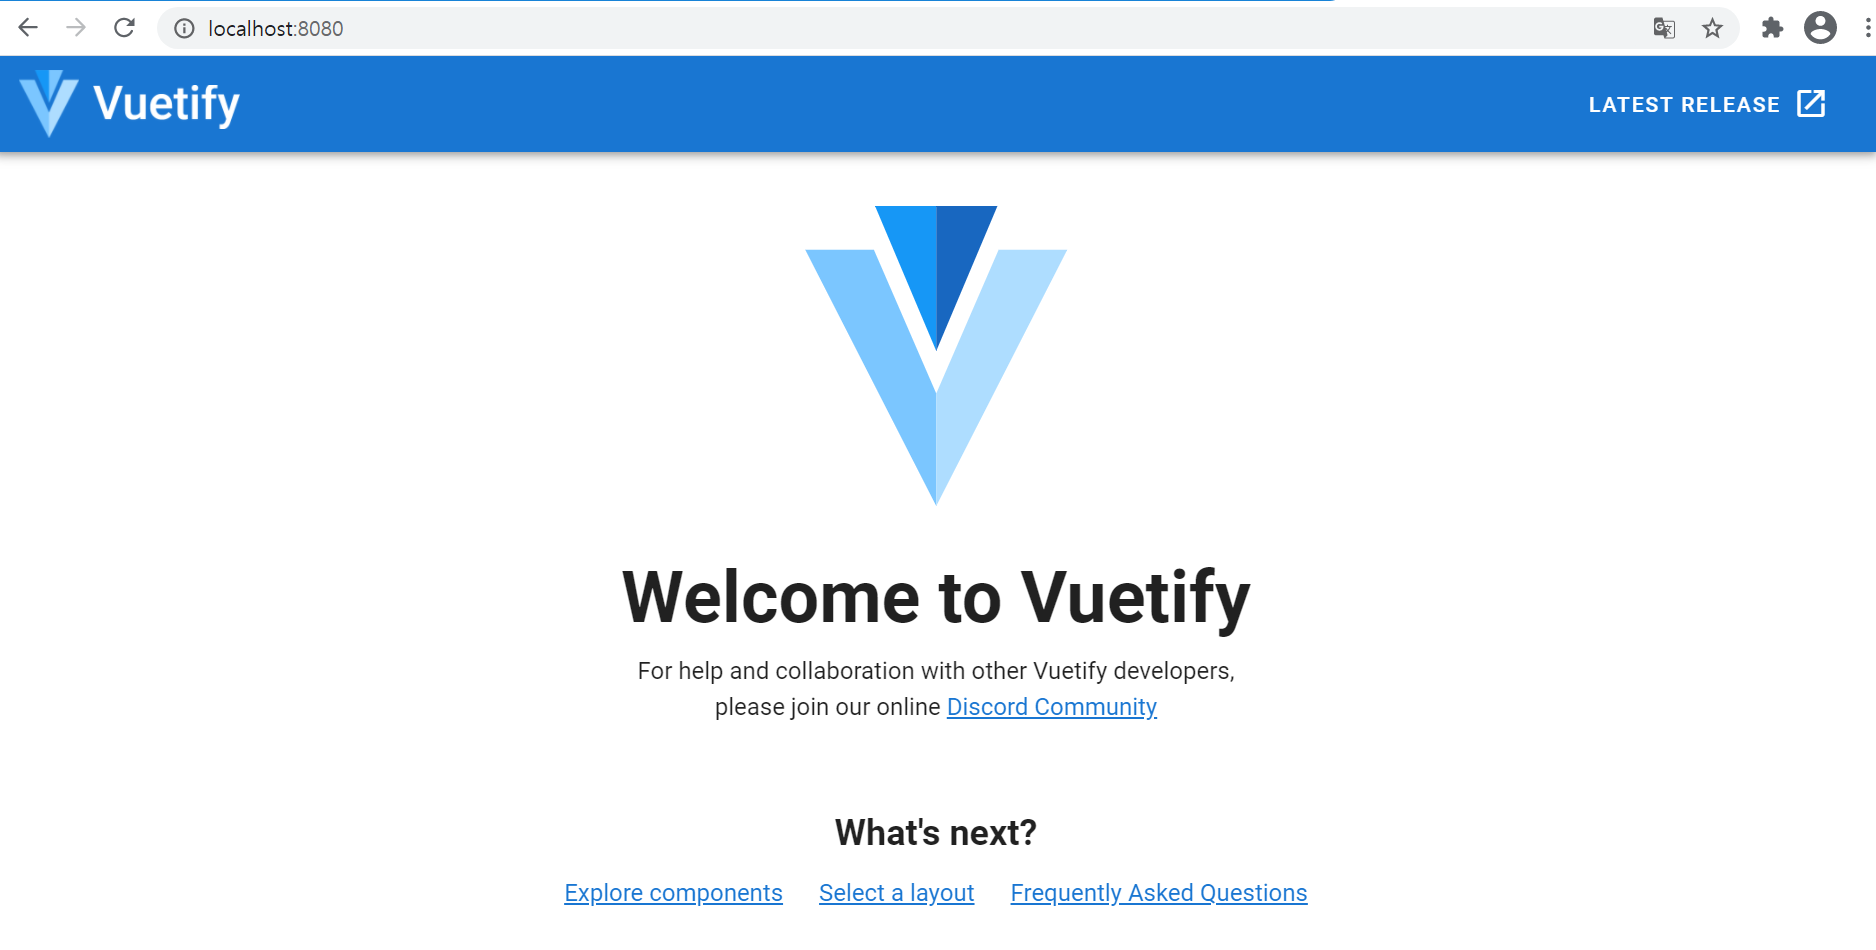 localhost:8080
Vuetify
LATEST RELEASE
Welcome to Vuetify
For help and collaboration with other Vuetify developers,
please join our online Discord Community
What's next?
Explore components Select a layout Frequently Asked Questions